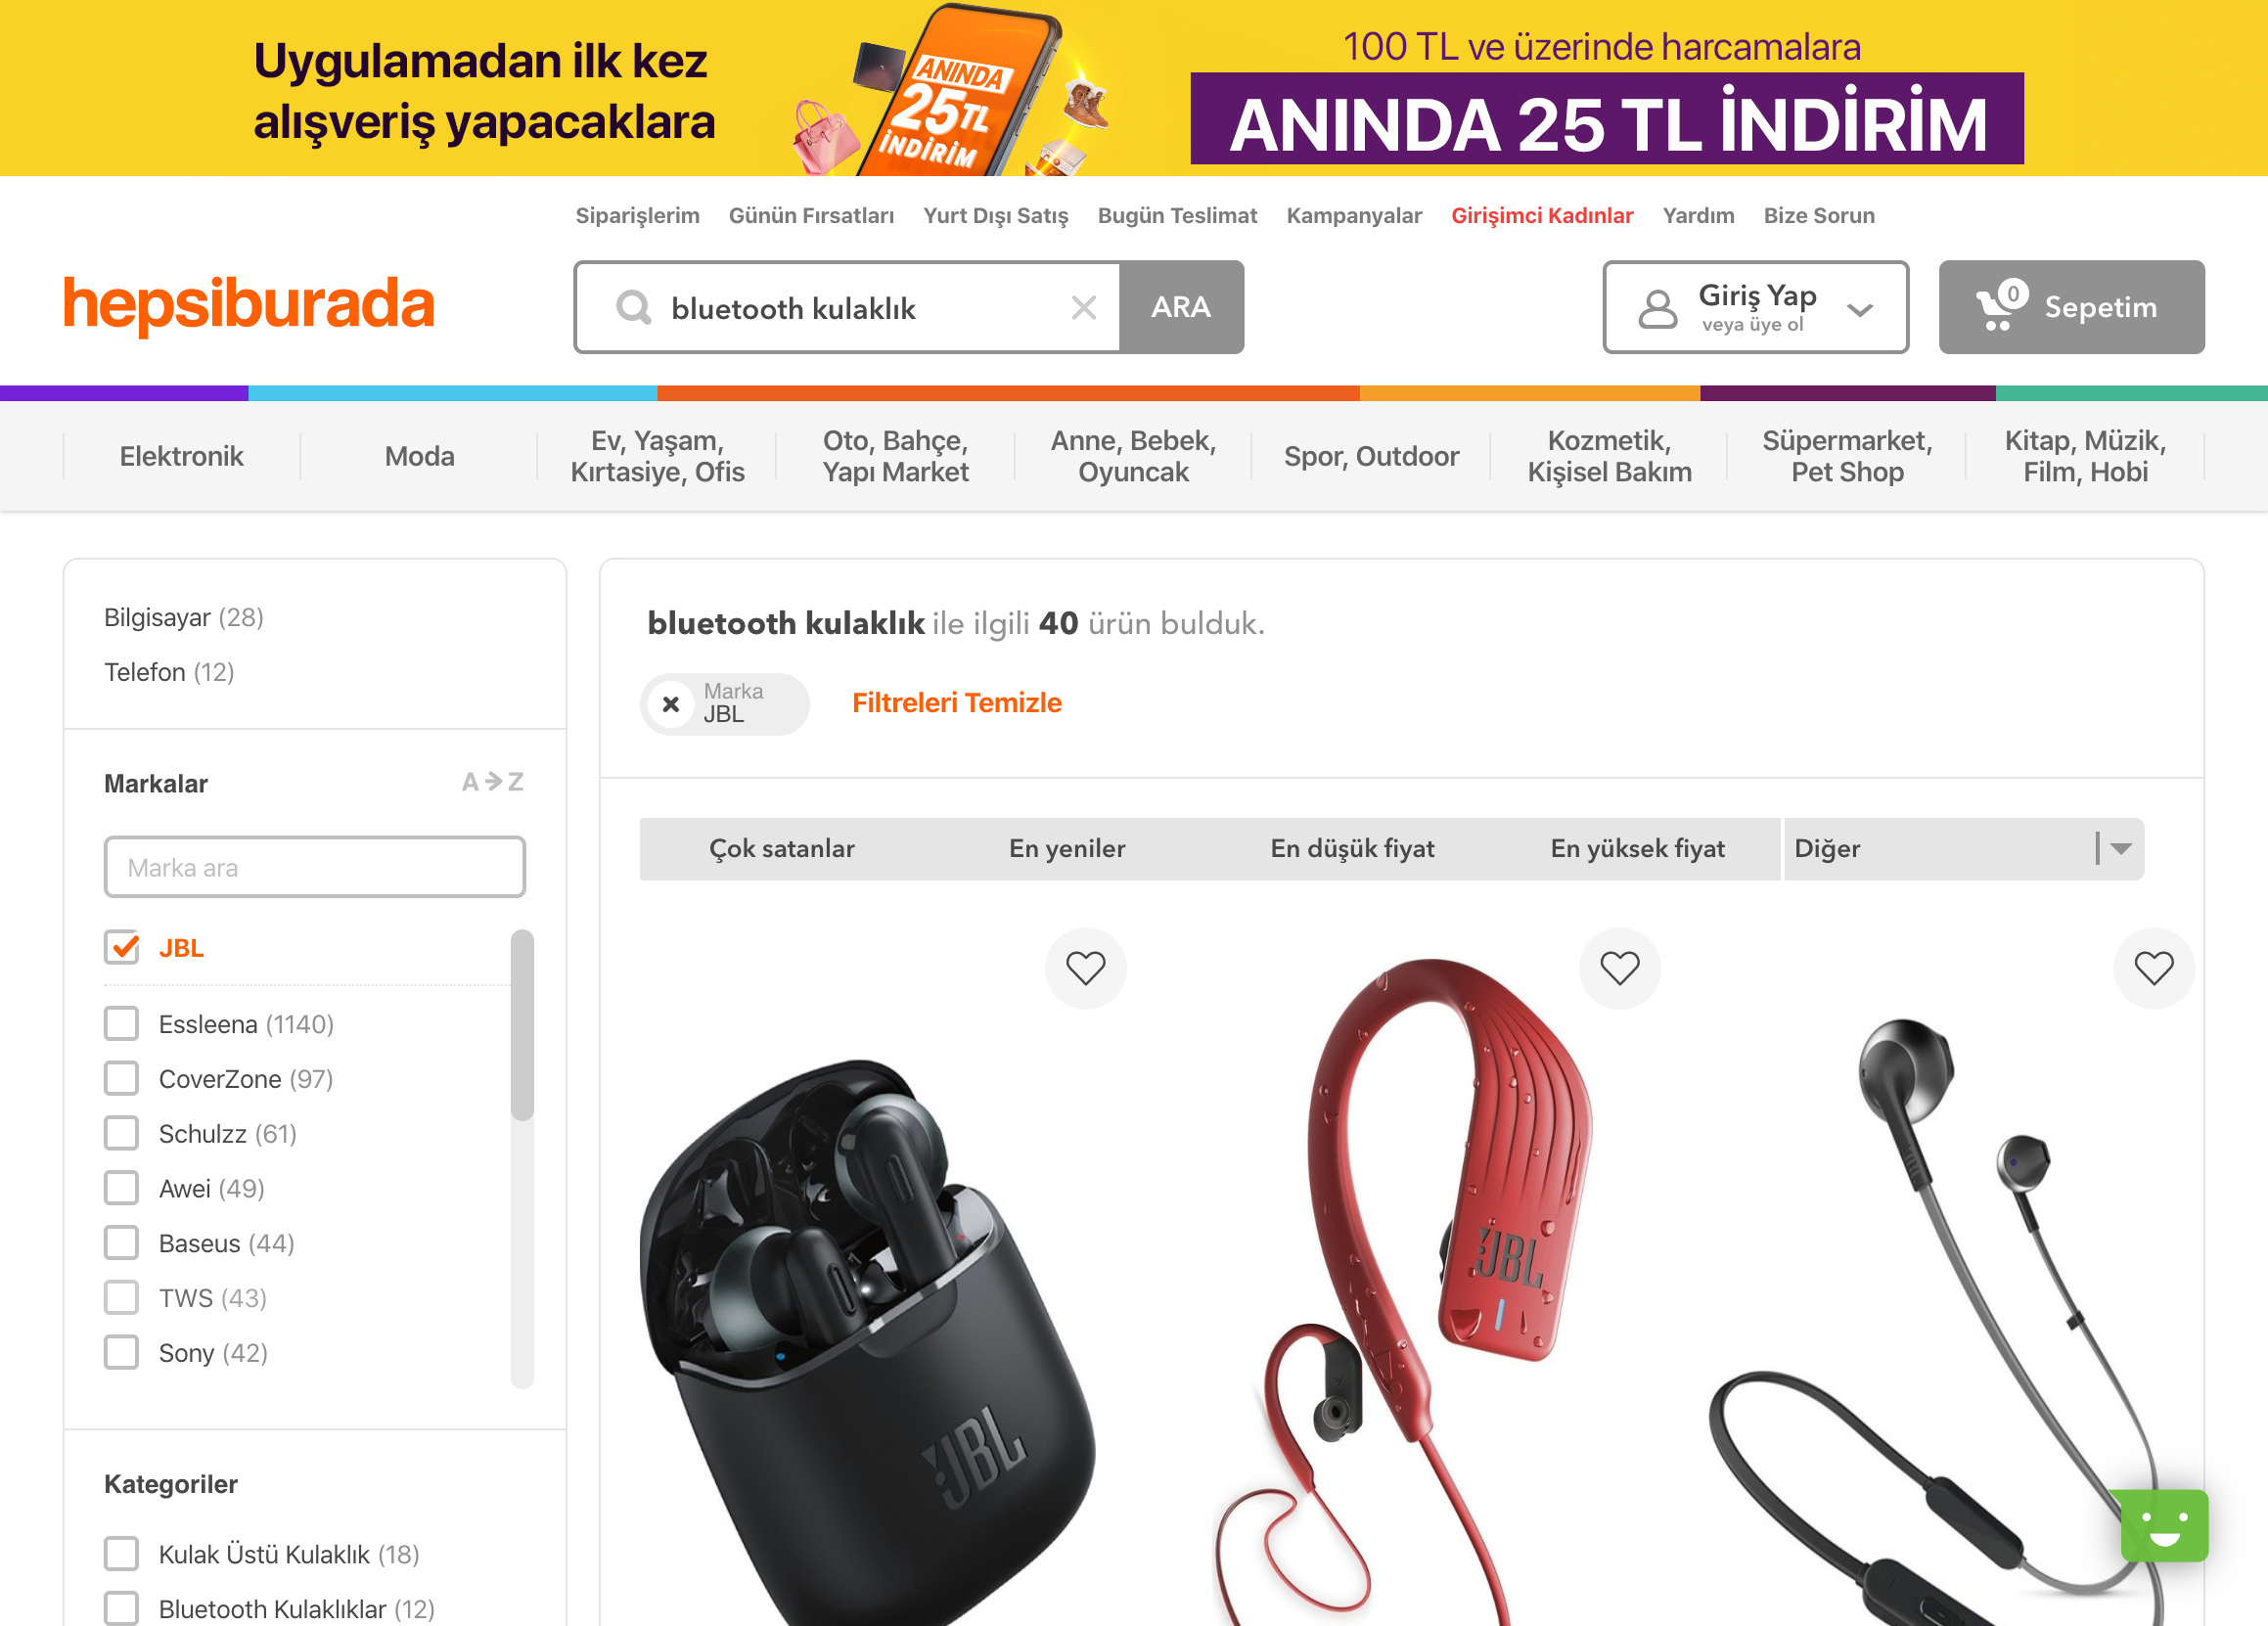 Uygulamadan ilk kez
alışveriş yapacaklara
ANINDA
25TL
İNDİRİM
100 TL ve üzerinde harcamalara
ANINDA 25 TL İNDİRİM
Siparişlerim Günün Fırsatları Yurt Dışı Satış Bugün Teslimat Kampanyalar Girişimci Kadınlar Yardım Bize Sorun
hepsiburada
bluetooth kulaklık
ARA
Giriş Yap
veya üye ol
0
Sepetim
Elektronik
Moda
Ev, Yaşam,
Kırtasiye, Ofis
Oto, Bahçe,
Yapı Market
Anne, Bebek,
Oyuncak
Spor, Outdoor
Kozmetik,
Kişisel Bakım
Süpermarket,
Pet Shop
Kitap, Müzik,
Film, Hobi
Bilgisayar (28)
Telefon (12)
Markalar
A Z
Marka ara
JBL
Essleena (1140)
CoverZone (97)
Schulzz (61)
Awei (49)
Baseus (44)
TWS (43)
Sony (42)
Kategoriler
Kulak Üstü Kulaklık (18)
Bluetooth Kulaklıklar (12)
bluetooth kulaklık ile ilgili 40 ürün bulduk.
Marka
JBL
Filtreleri Temizle
Çok satanlar En yeniler En düşük fiyat En yüksek fiyat Diğer
JBL
JBL